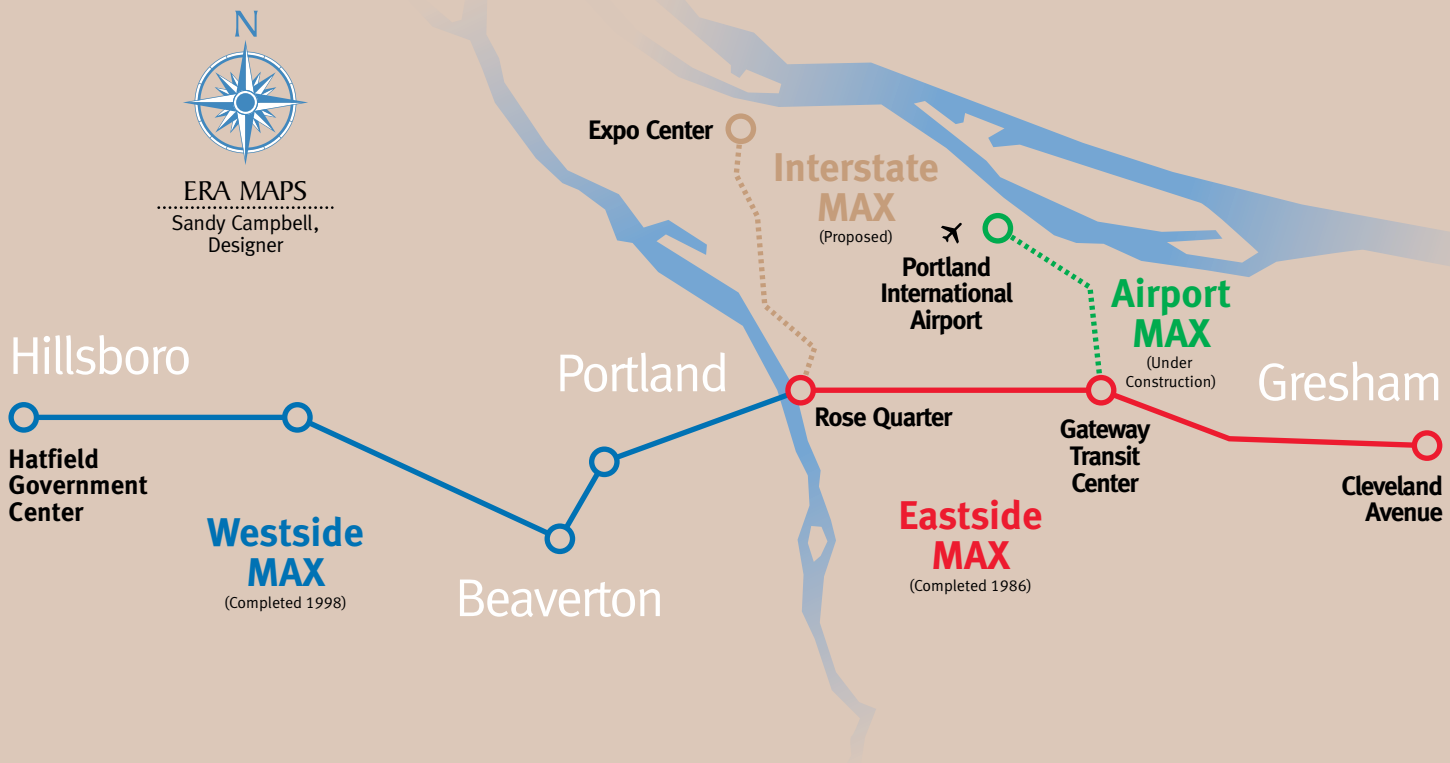 N
ERA MAPS
Sandy Campbell,
Designer
Expo Center
Interstate
MAX
(Proposed)
Portland
International
Airport
Airport
MAX
(Under
Construction)
Hillsboro
Portland
Gresham
Hatfield
Government
Center
Rose Quarter
Gateway
Transit
Center
Cleveland
Avenue
Westside
MAX
(Completed 1998)
Beaverton
Eastside
MAX
(Completed 1986)